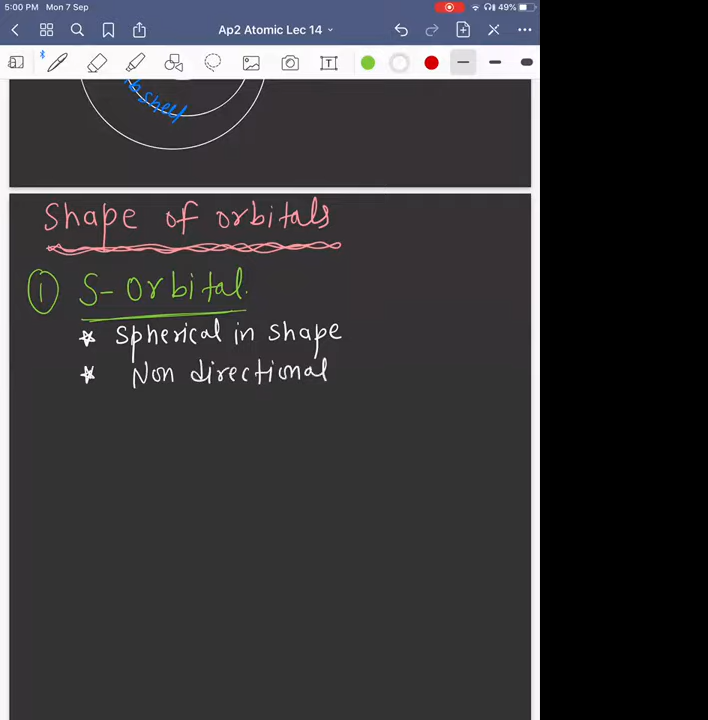 5:00 PM Mon 7 Sep 49%
Ap2 Atomic Lec 14
T
Shape of orbitals
1 S-Orbital.
Spherical in shape
Non directional